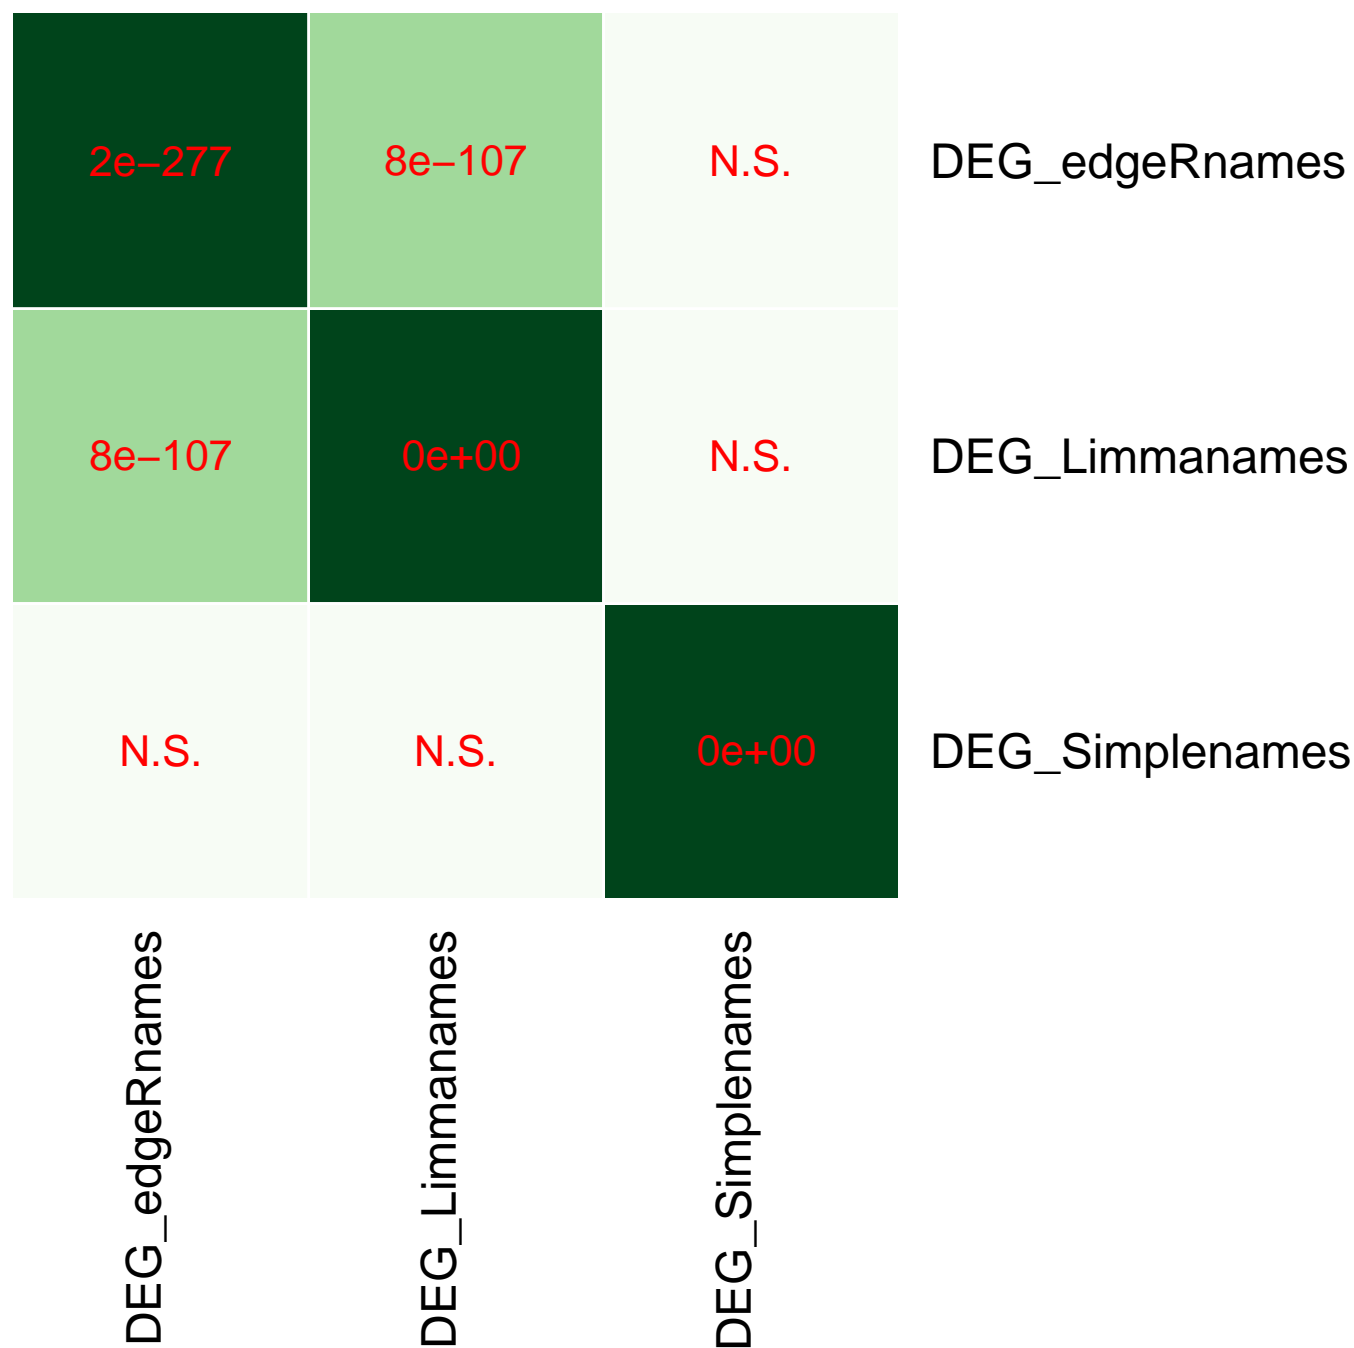 2e−277 8e−107 N.S. DEG_edgeRnames
8e−107 0e+00 N.S. DEG_Limmanames
N.S. N.S. 0e+00 DEG_Simplenames
DEG_edgeRnames
DEG_Limmanames
DEG_Simplenames